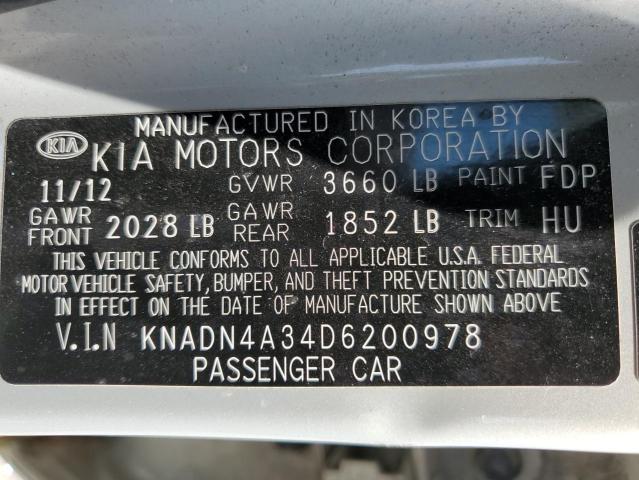 MANUFACTURED IN KOREA BY
KIA KIA MOTORS CORPORATION
11/12 GVWR 3660 LB PAINT FDP
GAWR FRONT 2028 LB GAWR REAR 1852 LB TRIM HU
THIS VEHICLE CONFORMS TO ALL APPLICABLE U.S.A. FEDERAL
MOTOR VEHICLE SAFETY, BUMPER, AND THEFT PREVENTION STANDARDS
IN EFFECT ON THE DATE OF MANUFACTURE SHOWN ABOVE
V.I.N KNADN4A34D6200978
PASSENGER CAR